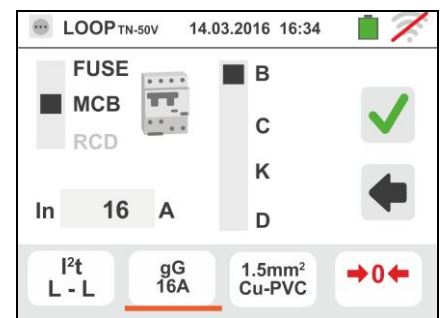 LOOP TN-50V 14.03.2016 16:34
FUSE
MCB
RCD
B
C
K
D
In 16 A
I²t
L - L
gG
16A
1.5mm²
Cu-PVC
→0←